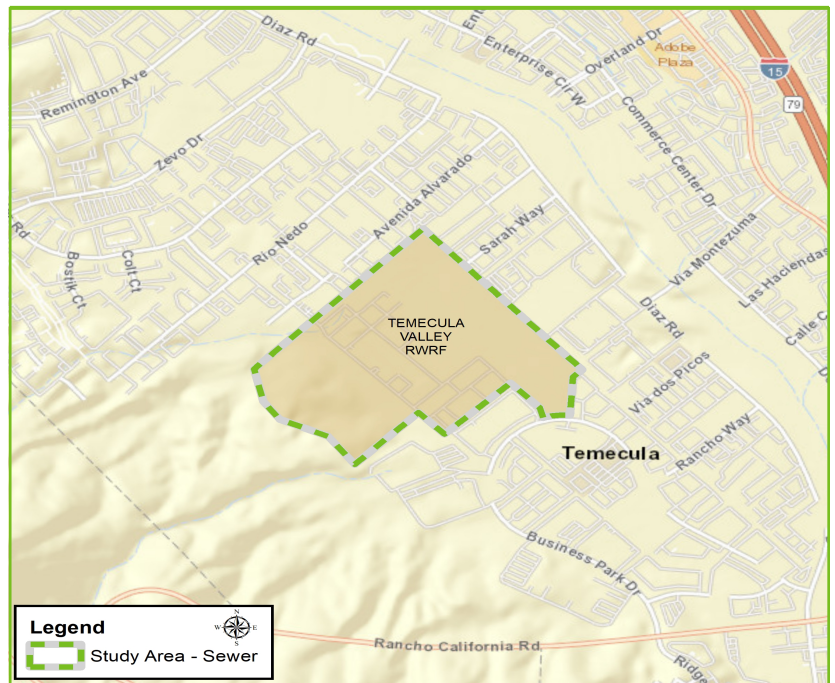 Diaz Rd
Ent
Enterprise Cir W
Overland Dr
Adobe
Plaza
15
79
Remington Ave
Zevo Dr
Commerce Center Dr
Avenida Alvarado
Sarah Way
Rio Nedo
Rd
Bostik Ct
Colt Ct
Via Montezuma
Las Haciendas
Diaz Rd
Calle C
TEMECULA
VALLEY
RWRF
Via dos Picos
Rancho Way
Temecula
Business Park Dr
Rancho California Rd
Ridge
Legend
N
W
E
S
Study Area - Sewer